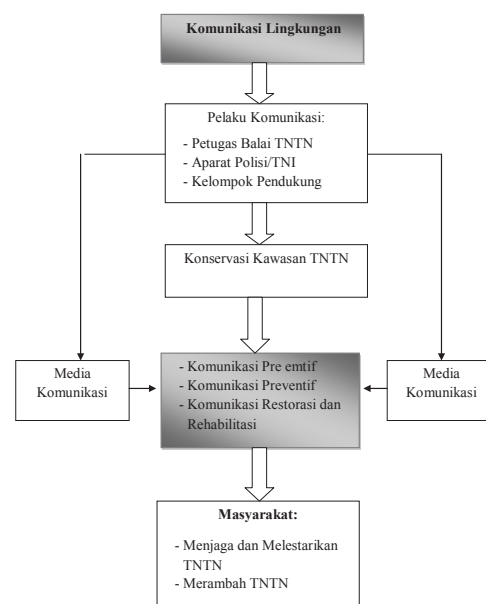 Komunikasi Lingkungan
Pelaku Komunikasi:
- Petugas Balai TNTN
- Aparat Polisi/TNI
- Kelompok Pendukung
Konservasi Kawasan TNTN
Media
Komunikasi
- Komunikasi Pre emtif
- Komunikasi Preventif
- Komunikasi Restorasi dan
Rehabilitasi
Media
Komunikasi
Masyarakat:
- Menjaga dan Melestarikan
TNTN
- Merambah TNTN